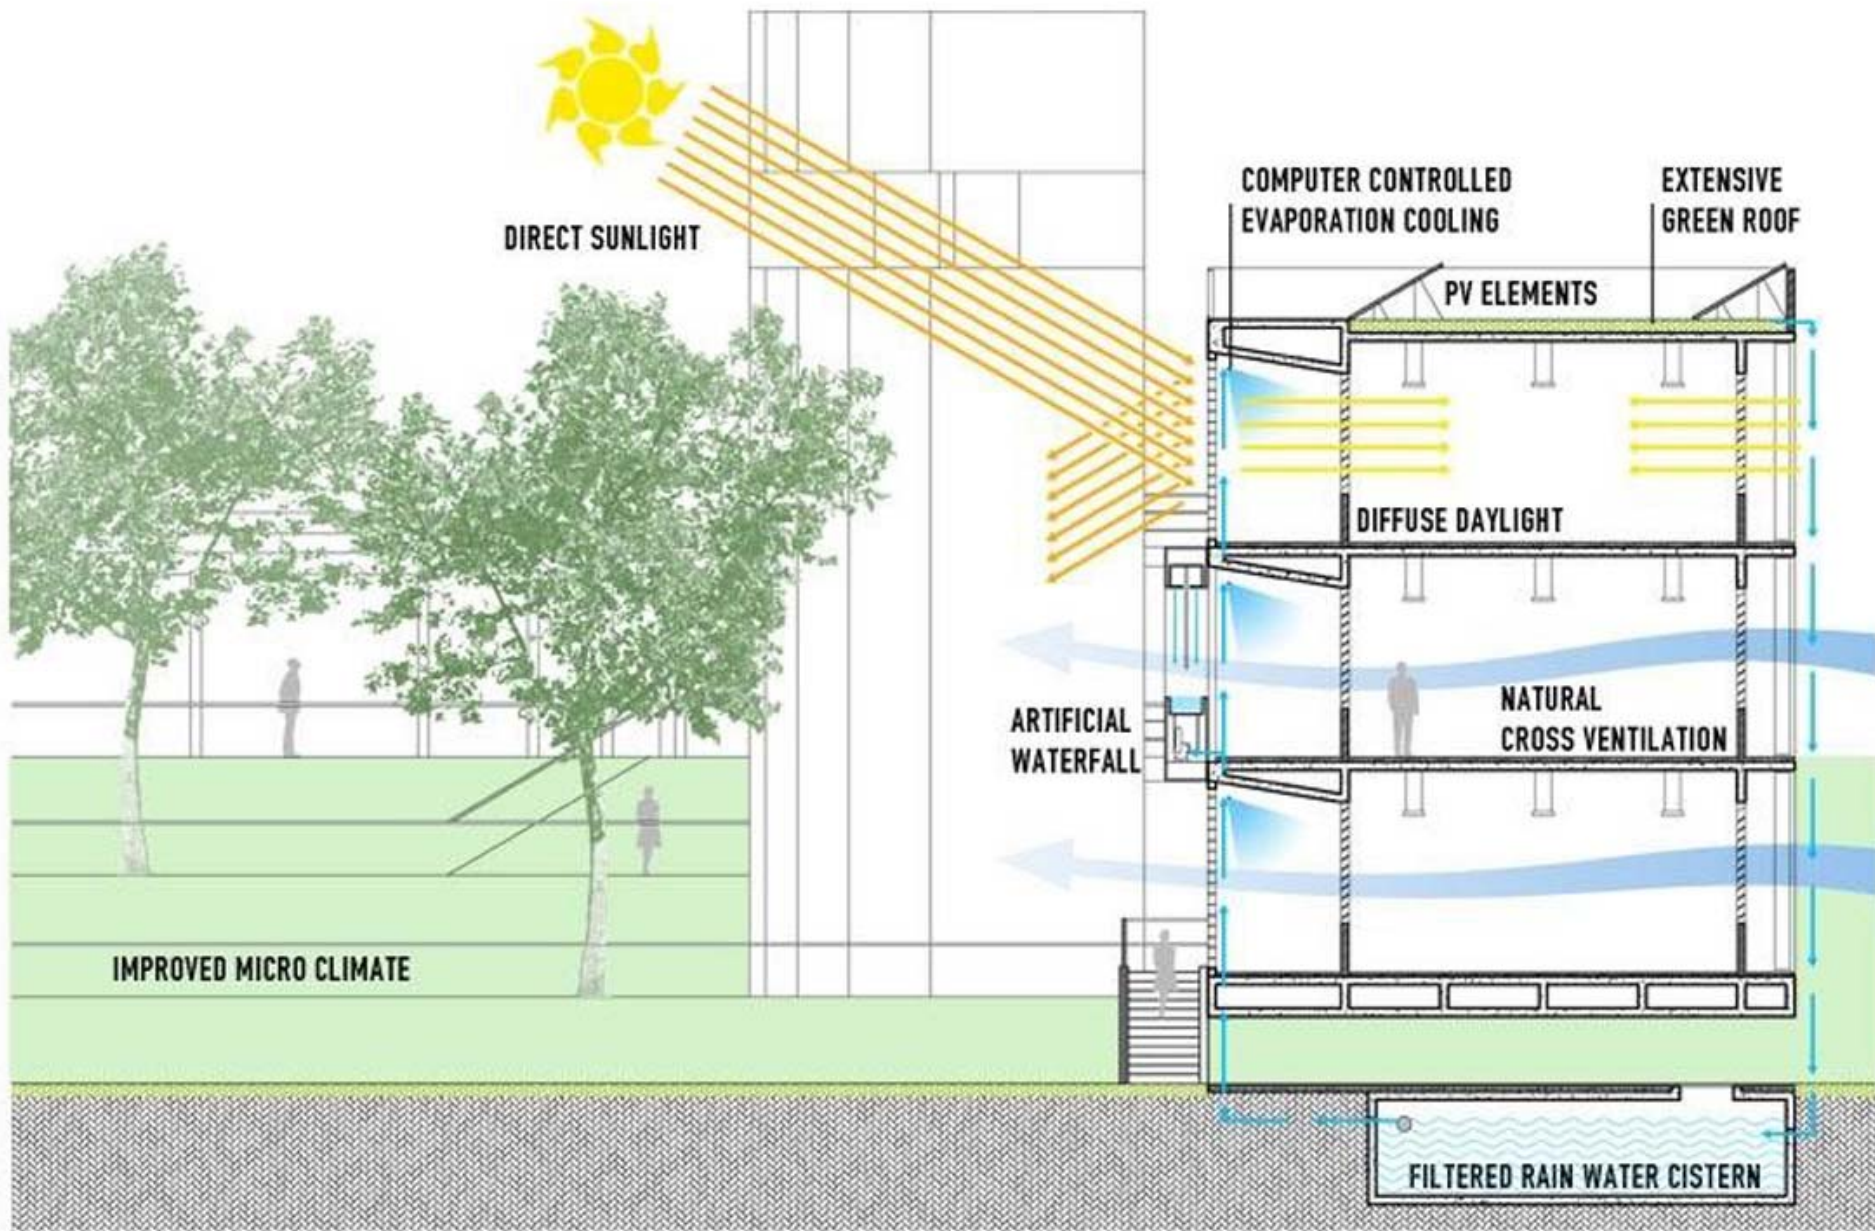 COMPUTER CONTROLLED
EVAPORATION COOLING
EXTENSIVE
GREEN ROOF
DIRECT SUNLIGHT
PV ELEMENTS
DIFFUSE DAYLIGHT
ARTIFICIAL
WATERFALL
NATURAL
CROSS VENTILATION
IMPROVED MICRO CLIMATE
FILTERED RAIN WATER CISTERN